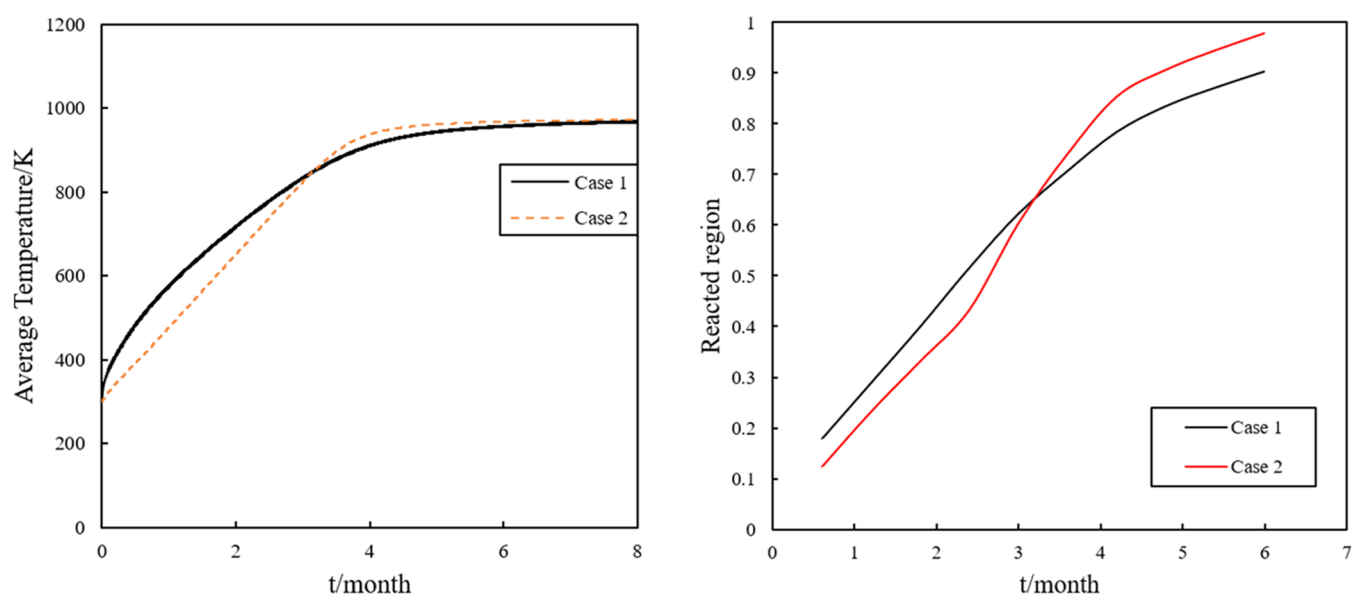 1200
1000
800
600
400
200
0
Average Temperature/K
0 2 4 6 8
t/month
Case 1
Case 2
1
0.9
0.8
0.7
0.6
0.5
0.4
0.3
0.2
0.1
0
Reacted region
0 1 2 3 4 5 6 7
t/month
Case 1
Case 2